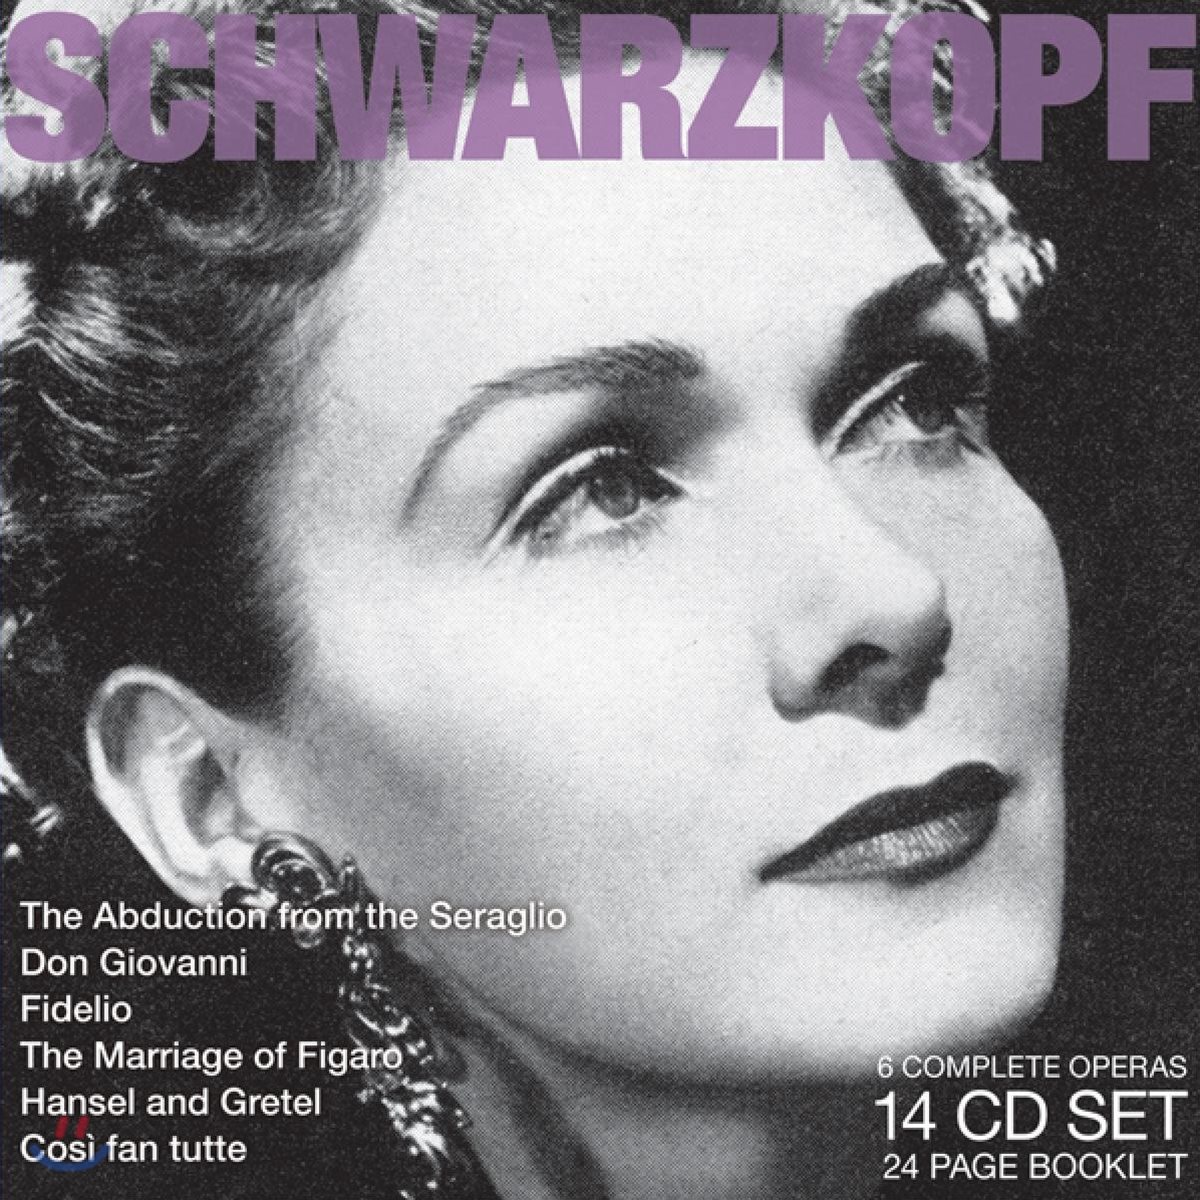 SCHWARZKOPF
The Abduction from the Seraglio
Don Giovanni
Fidelio
The Marriage of Figaro
Hansel and Gretel
Così fan tutte
6 COMPLETE OPERAS
14 CD SET
24 PAGE BOOKLET